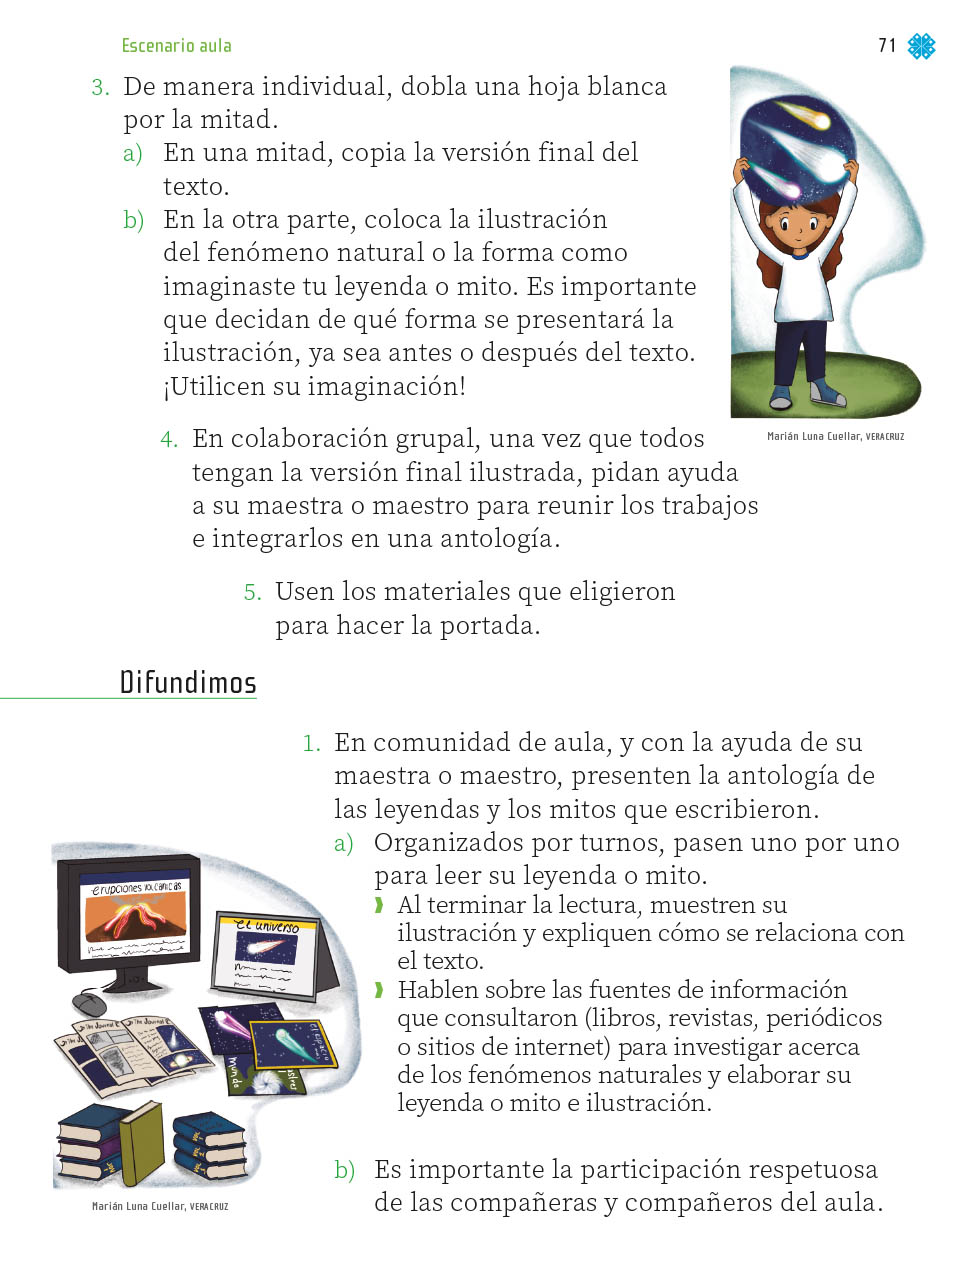 Escenario aula
71
3. De manera individual, dobla una hoja blanca
por la mitad.
a) En una mitad, copia la versión final del
texto.
b) En la otra parte, coloca la ilustración
del fenómeno natural o la forma como
imaginaste tu leyenda o mito. Es importante
que decidan de qué forma se presentará la
ilustración, ya sea antes o después del texto.
¡Utilicen su imaginación!
Marián Luna Cuellar, VERACRUZ
4. En colaboración grupal, una vez que todos
tengan la versión final ilustrada, pidan ayuda
a su maestra o maestro para reunir los trabajos
e integrarlos en una antología.
5. Usen los materiales que eligieron
para hacer la portada.
Difundimos
1. En comunidad de aula, y con la ayuda de su
maestra o maestro, presenten la antología de
las leyendas y los mitos que escribieron.
a) Organizados por turnos, pasen uno por uno
para leer su leyenda o mito.
Al terminar la lectura, muestren su
ilustración y expliquen cómo se relaciona con
el texto.
Hablen sobre las fuentes de información
que consultaron (libros, revistas, periódicos
o sitios de internet) para investigar acerca
de los fenómenos naturales y elaborar su
leyenda o mito e ilustración.
b) Es importante la participación respetuosa
de las compañeras y compañeros del aula.
erupciones volcánicas
el universo
The Journal
The Journal
el espacio
mundo
Marián Luna Cuellar, VERACRUZ